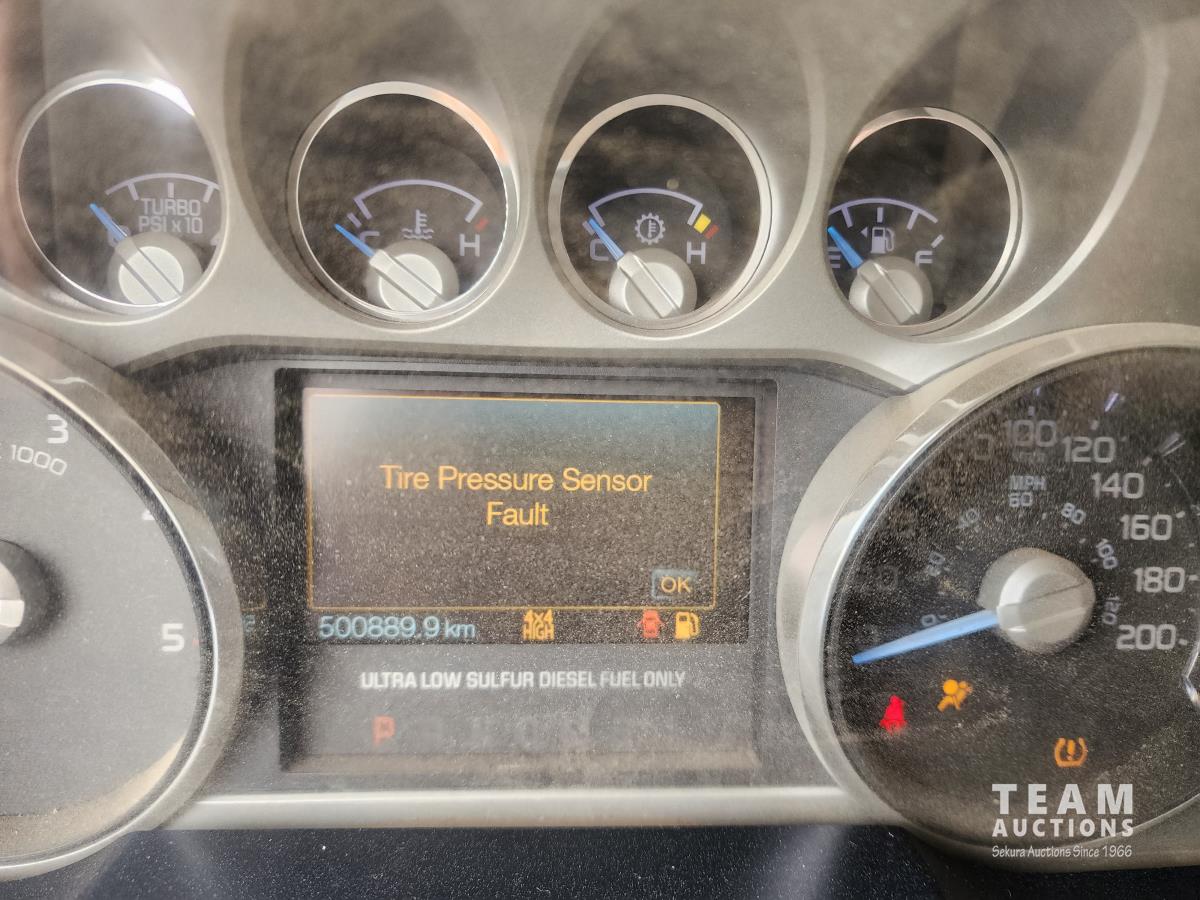 TURBO
PSI x 10
C H
C H
E F
3
x 1000
5
Tire Pressure Sensor
Fault
OK
500889.9 km
4x4
HIGH
ULTRA LOW SULFUR DIESEL FUEL ONLY
P
100
120
140
160
180
200
MPH
60
80
100
120
TEAM
AUCTIONS
Sekura Auctions Since 1966